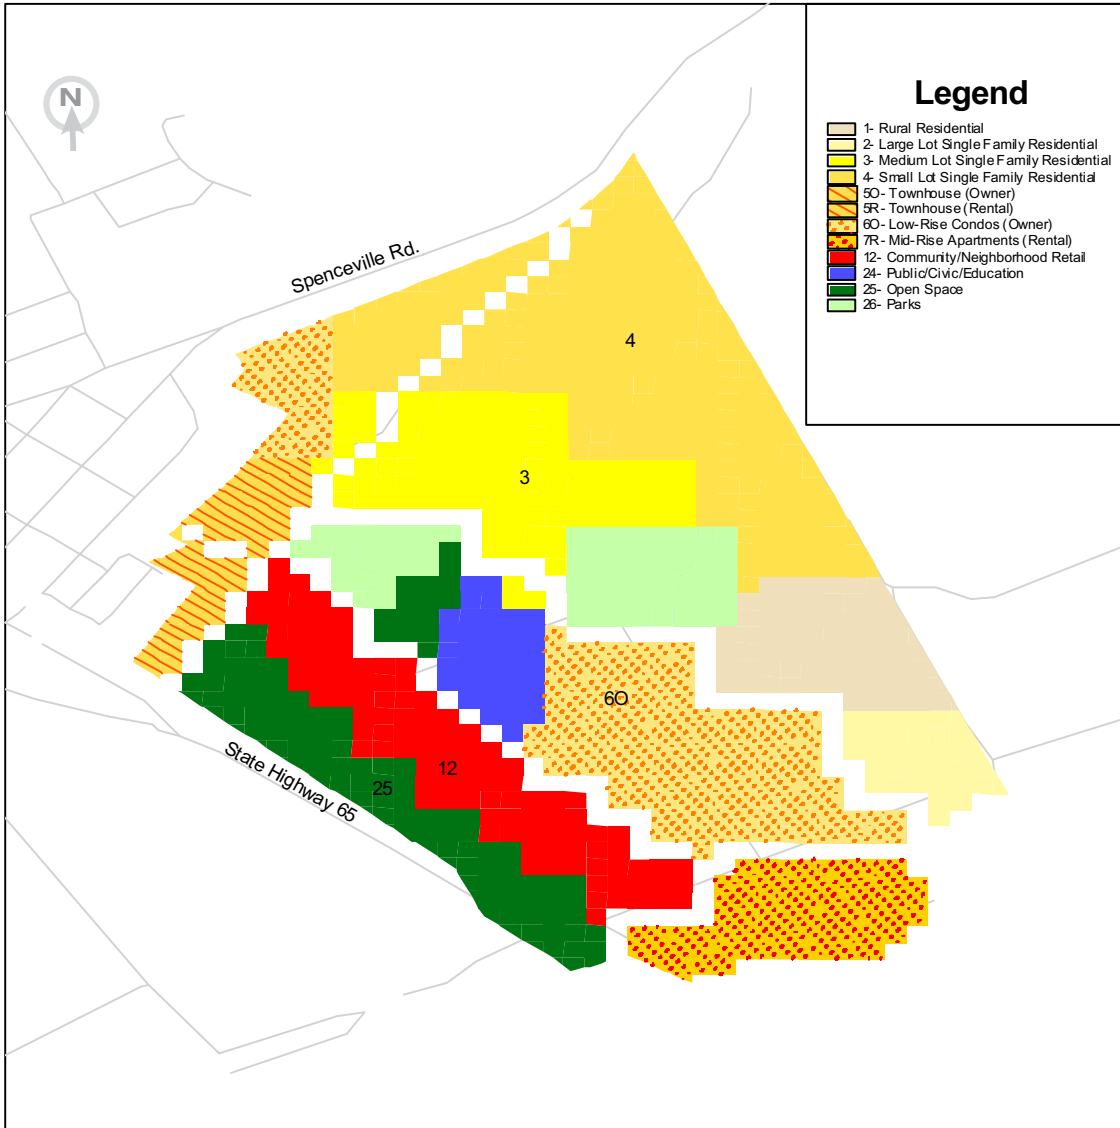 N
Legend
1- Rural Residential
2- Large Lot Single Family Residential
3- Medium Lot Single Family Residential
4- Small Lot Single Family Residential
5O- Townhouse (Owner)
5R- Townhouse (Rental)
6O- Low-Rise Condos (Owner)
7R- Mid-Rise Apartments (Rental)
12- Community/Neighborhood Retail
24- Public/Civic/Education
25- Open Space
26- Parks
Spenceville Rd.
4
3
6O
12
25
State Highway 65